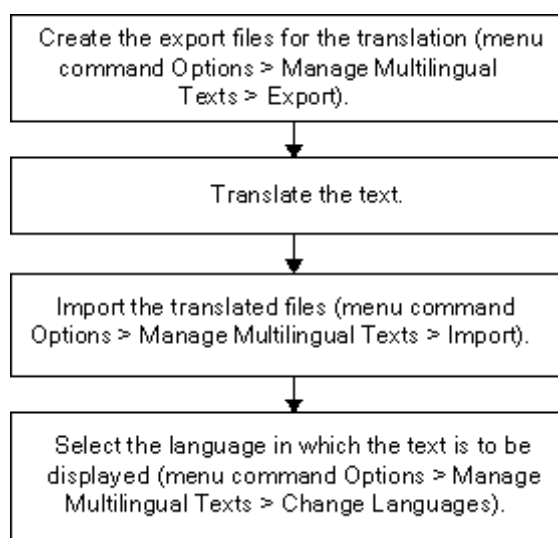 Create the export files for the translation (menu
command Options > Manage Multilingual
Texts > Export).
Translate the text.
Import the translated files (menu command
Options > Manage Multilingual Texts > Import).
Select the language in which the text is to be
displayed (menu command Options > Manage
Multilingual Texts > Change Languages).